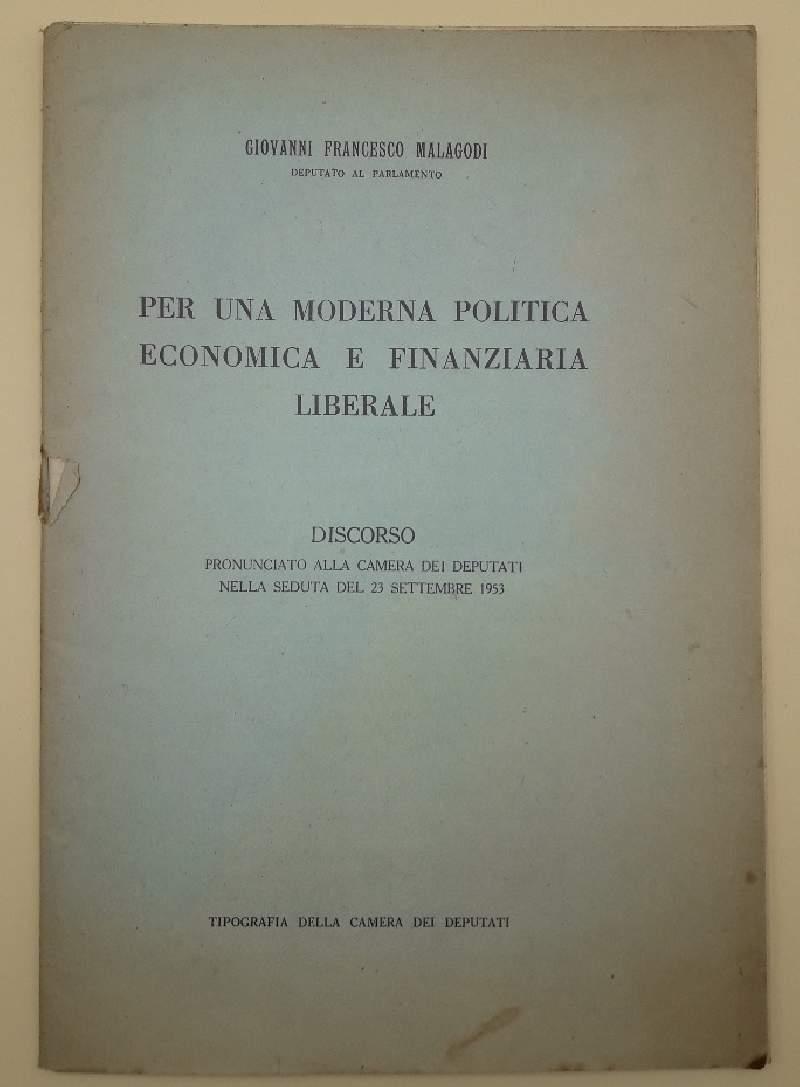 GIOVANNI FRANCESCO MALAGODI
DEPUTATO AL PARLAMENTO
PER UNA MODERNA POLITICA
ECONOMICA E FINANZIARIA
LIBERALE
DISCORSO
PRONUNCIATO ALLA CAMERA DEI DEPUTATI
NELLA SEDUTA DEL 23 SETTEMBRE 1953
TIPOGRAFIA DELLA CAMERA DEI DEPUTATI